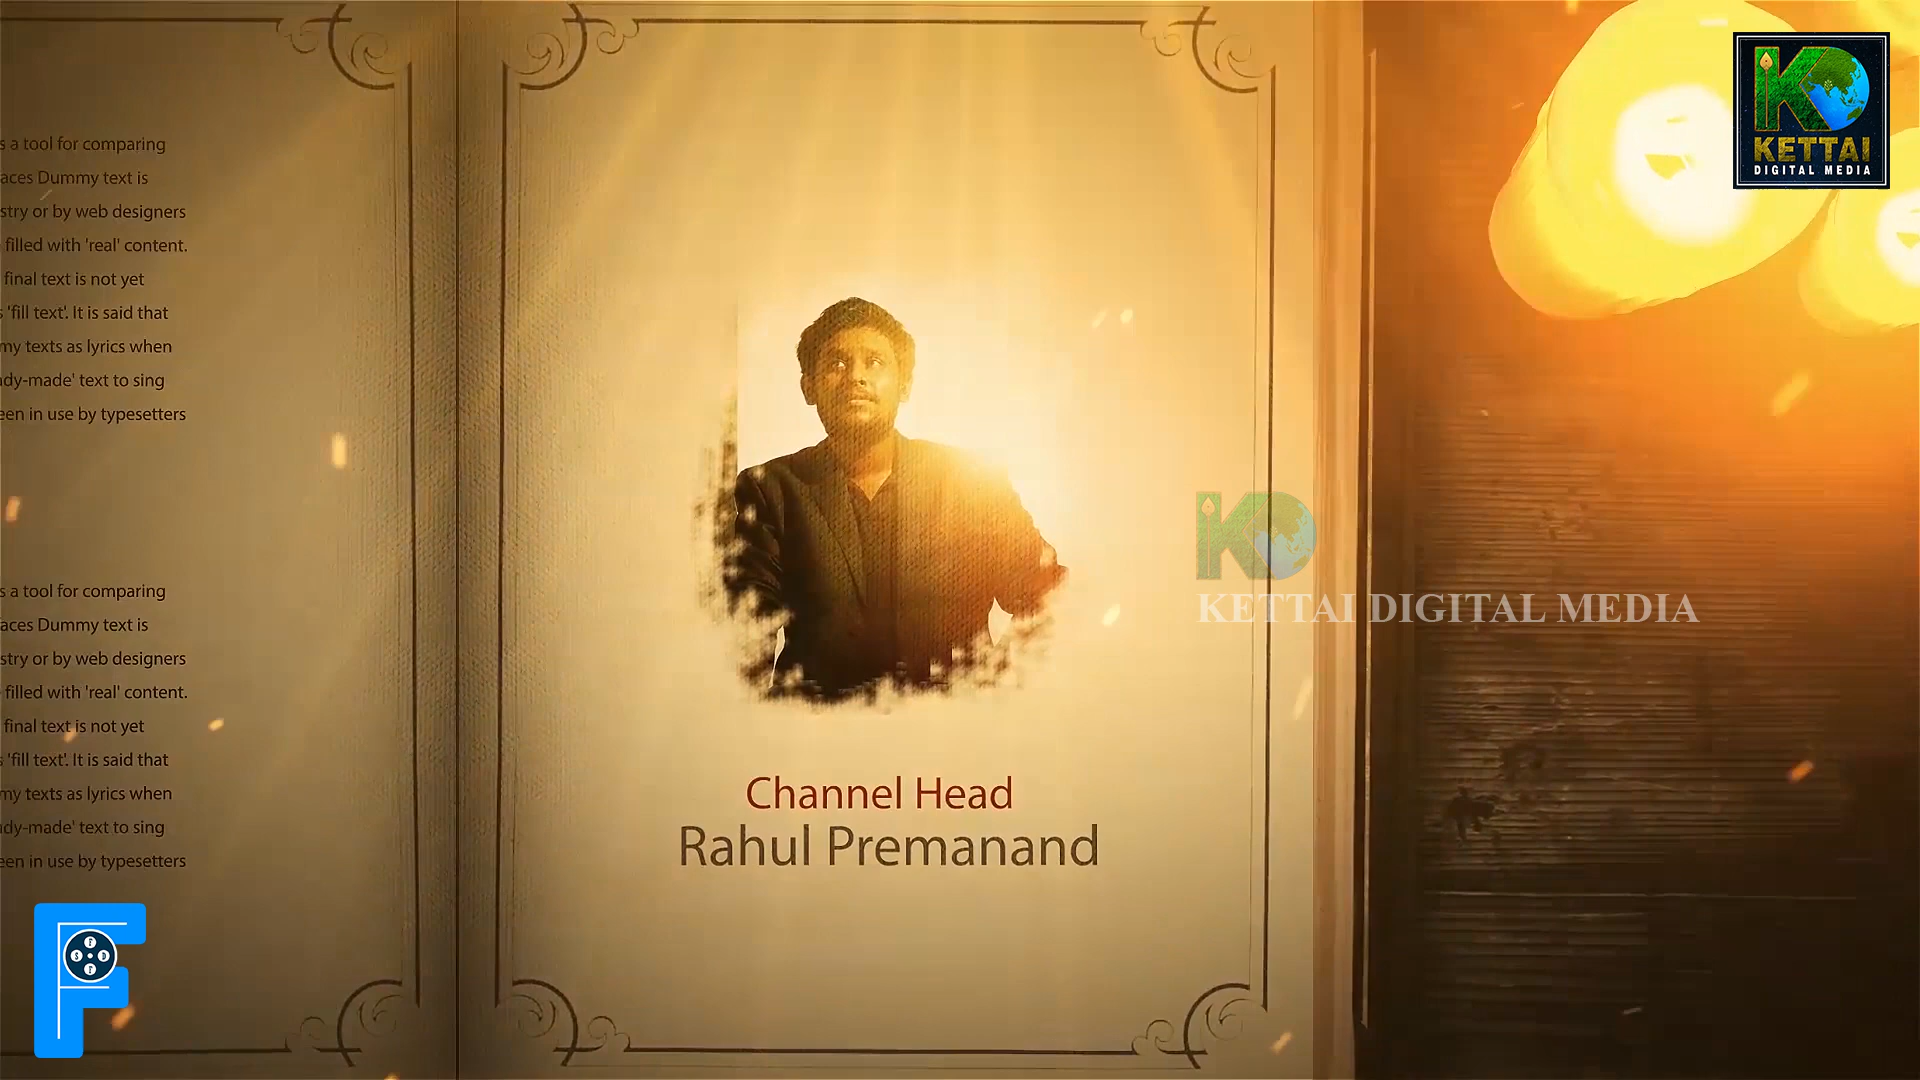 s a tool for comparing
aces Dummy text is
stry or by web designers
filled with 'real' content.
final text is not yet
s 'fill text'. It is said that
my texts as lyrics when
ady-made' text to sing
een in use by typesetters
s a tool for comparing
aces Dummy text is
stry or by web designers
filled with 'real' content.
final text is not yet
s 'fill text'. It is said that
my texts as lyrics when
ady-made' text to sing
een in use by typesetters
Channel Head
Rahul Premanand
KETTAI
DIGITAL MEDIA
KETTAI DIGITAL MEDIA